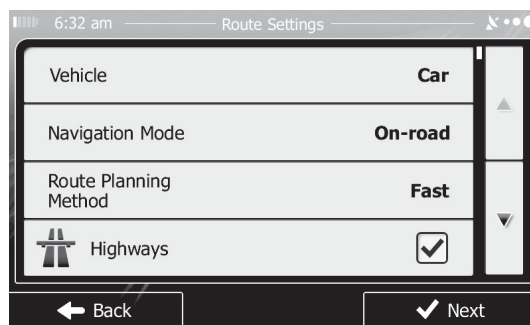 6:32 am
Route Settings
Vehicle
Car
Navigation Mode
On-road
Route Planning
Method
Fast
Highways
Back
Next